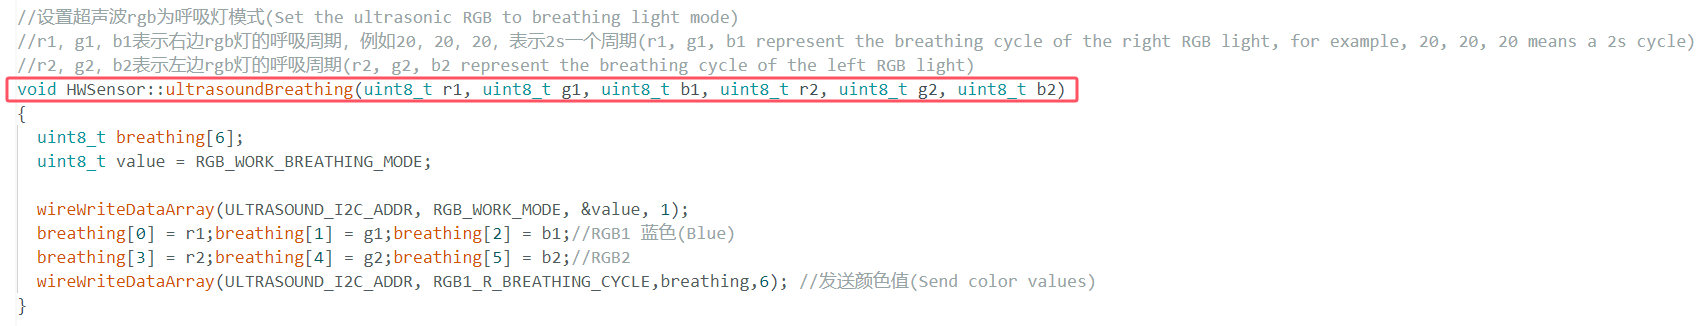 //设置超声波rgb为呼吸灯模式(Set the ultrasonic RGB to breathing light mode)
//r1, g1, b1表示右边rgb灯的呼吸周期, 例如20, 20, 20, 表示2s一个周期(r1, g1, b1 represent the breathing cycle of the right RGB light, for example, 20, 20, 20 means a 2s cycle)
//r2, g2, b2表示左边rgb灯的呼吸周期(r2, g2, b2 represent the breathing cycle of the left RGB light)
void HWSensor::ultrasoundBreathing(uint8_t r1, uint8_t g1, uint8_t b1, uint8_t r2, uint8_t g2, uint8_t b2)
{
  uint8_t breathing[6];
  uint8_t value = RGB_WORK_BREATHING_MODE;
  wireWriteDataArray(ULTRASOUND_I2C_ADDR, RGB_WORK_MODE, &value, 1);
  breathing[0] = r1;breathing[1] = g1;breathing[2] = b1;//RGB1 蓝色(Blue)
  breathing[3] = r2;breathing[4] = g2;breathing[5] = b2;//RGB2
  wireWriteDataArray(ULTRASOUND_I2C_ADDR, RGB1_R_BREATHING_CYCLE,breathing,6); //发送颜色值(Send color values)
}